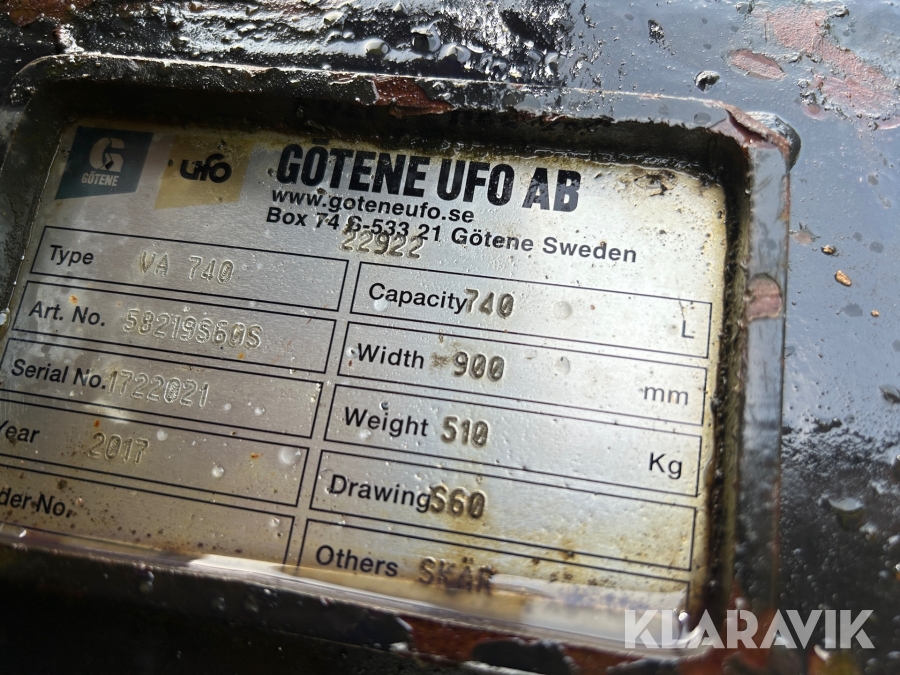 G
GÖTENE
ufo
GÖTENE UFO AB
www.goteneufo.se
Box 74 S-533 21 Götene Sweden
22922
Type VA 740
Capacity 740 L
Art. No. 58219S60S
Width 900 mm
Serial No. 1722021
Weight 510 Kg
Year 2017
Drawing S60
der-No.
Others SKÄR
KLARAVIK